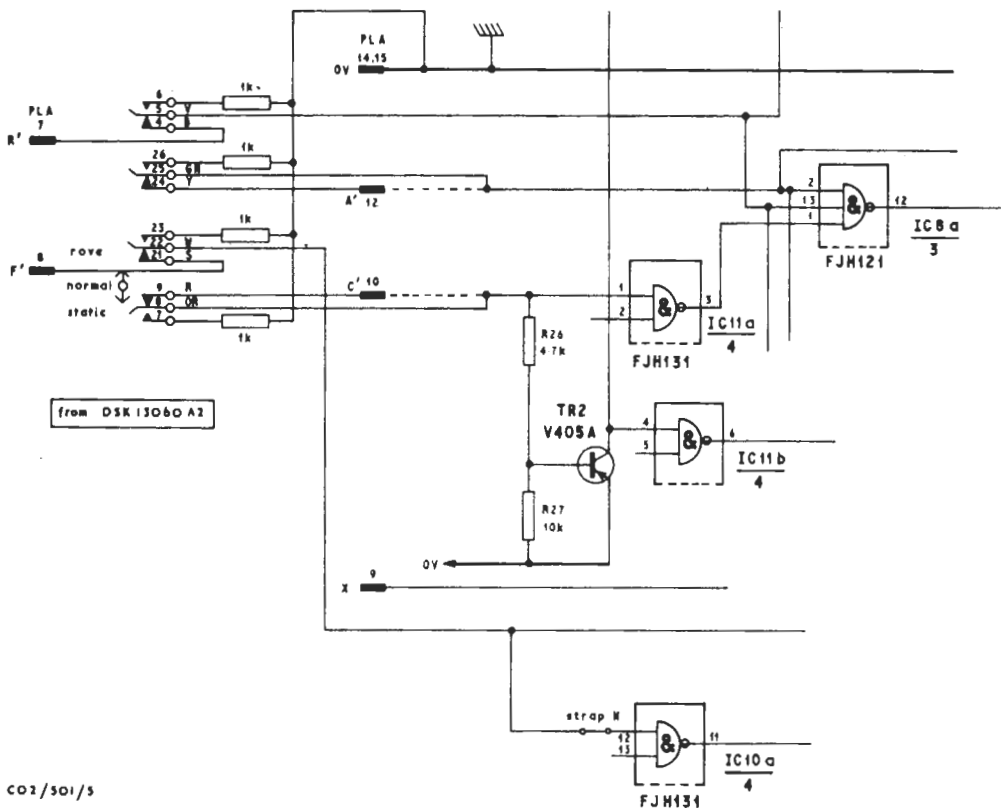 PLA
14,15
0V
6
1k
PLA
7
5 V
4 B
R'
26
1k
25 GR
24 Y
A' 12
2
13
1
12
IC8a
3
FJH121
23
1k
22 W
21 S
rove
F' 8
normal
static
9 R
8 OR
7
1k
C' 10
1
2
3
IC11a
4
FJH131
R26
4·7k
from DSK 13060 A2
TR2
V405A
4
5
6
IC11b
4
R27
10k
0V
X 9
strap N
12
13
11
IC10a
4
FJH131
CO2/501/5